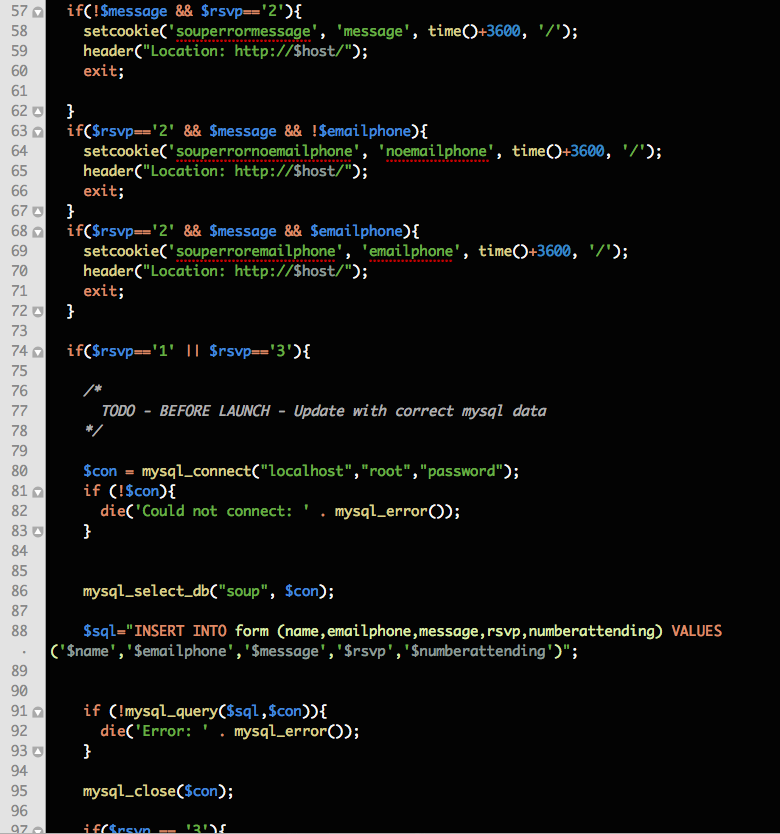 57 if(!$message && $rsvp=='2'){
58 setcookie('souperrormessage', 'message', time()+3600, '/');
59 header("Location: http://$host/");
60 exit;
61
62 }
63 if($rsvp=='2' && $message && !$emailphone){
64 setcookie('souperrornoemailphone', 'noemailphone', time()+3600, '/');
65 header("Location: http://$host/");
66 exit;
67 }
68 if($rsvp=='2' && $message && $emailphone){
69 setcookie('souperroremailphone', 'emailphone', time()+3600, '/');
70 header("Location: http://$host/");
71 exit;
72 }
73
74 if($rsvp=='1' || $rsvp=='3'){
75
76 /*
77 TODO - BEFORE LAUNCH - Update with correct mysql data
78 */
79
80 $con = mysql_connect("localhost","root","password");
81 if (!$con){
82 die('Could not connect: ' . mysql_error());
83 }
84
85
86 mysql_select_db("soup", $con);
87
88 $sql="INSERT INTO form (name,emailphone,message,rsvp,numberattending) VALUES
('$name','$emailphone','$message','$rsvp','$numberattending')";
89
90
91 if (!mysql_query($sql,$con)){
92 die('Error: ' . mysql_error());
93 }
94
95 mysql_close($con);
96
97 if($rsvp == '3'){